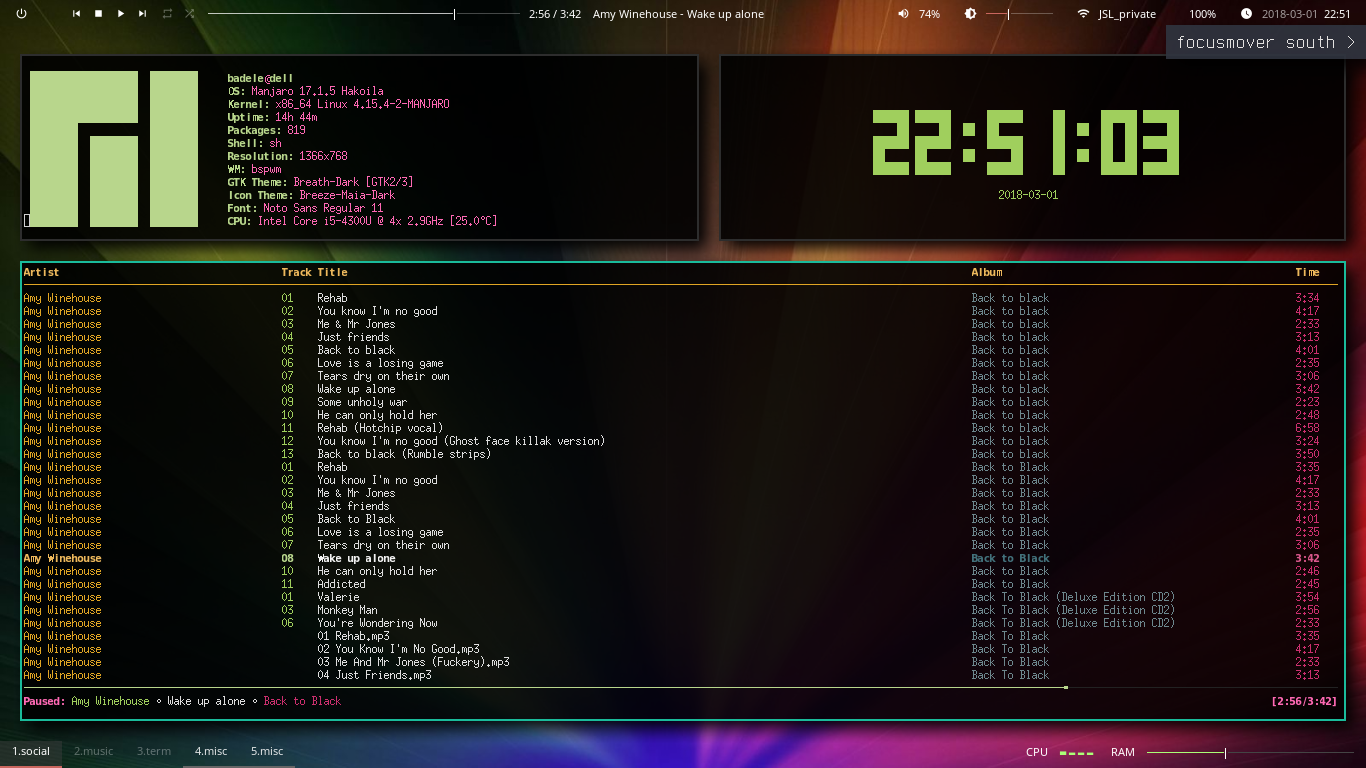 2:56 / 3:42 Amy Winehouse - Wake up alone 74% JSL_private 100% 2018-03-01 22:51
focusmover south >
badele@dell
OS: Manjaro 17.1.5 Hakoila
Kernel: x86_64 Linux 4.15.4-2-MANJARO
Uptime: 14h 44m
Packages: 819
Shell: sh
Resolution: 1366x768
WM: bspwm
GTK Theme: Breath-Dark [GTK2/3]
Icon Theme: Breeze-Maia-Dark
Font: Noto Sans Regular 11
CPU: Intel Core i5-4300U @ 4x 2.9GHz [25.0°C]
22:51:03
2018-03-01
Artist Track Title Album Time
Amy Winehouse 01 Rehab Back to black 3:34
Amy Winehouse 02 You know I'm no good Back to black 4:17
Amy Winehouse 03 Me & Mr Jones Back to black 2:33
Amy Winehouse 04 Just friends Back to black 3:13
Amy Winehouse 05 Back to black Back to black 4:01
Amy Winehouse 06 Love is a losing game Back to black 2:35
Amy Winehouse 07 Tears dry on their own Back to black 3:06
Amy Winehouse 08 Wake up alone Back to black 3:42
Amy Winehouse 09 Some unholy war Back to black 2:23
Amy Winehouse 10 He can only hold her Back to black 2:48
Amy Winehouse 11 Rehab (Hotchip vocal) Back to black 6:58
Amy Winehouse 12 You know I'm no good (Ghost face killak version) Back to black 3:24
Amy Winehouse 13 Back to black (Rumble strips) Back to black 3:50
Amy Winehouse 01 Rehab Back to Black 3:35
Amy Winehouse 02 You know I'm no good Back to Black 4:17
Amy Winehouse 03 Me & Mr Jones Back to Black 2:33
Amy Winehouse 04 Just friends Back to Black 3:13
Amy Winehouse 05 Back to Black Back to Black 4:01
Amy Winehouse 06 Love is a losing game Back to Black 2:35
Amy Winehouse 07 Tears dry on their own Back to Black 3:06
Amy Winehouse 08 Wake up alone Back to Black 3:42
Amy Winehouse 10 He can only hold her Back to Black 2:46
Amy Winehouse 11 Addicted Back to Black 2:45
Amy Winehouse 01 Valerie Back To Black (Deluxe Edition CD2) 3:54
Amy Winehouse 03 Monkey Man Back To Black (Deluxe Edition CD2) 2:56
Amy Winehouse 06 You're Wondering Now Back To Black (Deluxe Edition CD2) 2:33
Amy Winehouse 01 Rehab.mp3 Back To Black 3:35
Amy Winehouse 02 You Know I'm No Good.mp3 Back To Black 4:17
Amy Winehouse 03 Me And Mr Jones (Fuckery).mp3 Back To Black 2:33
Amy Winehouse 04 Just Friends.mp3 Back To Black 3:13
Paused: Amy Winehouse ∘ Wake up alone ∘ Back to Black [2:56/3:42]
1.social 2.music 3.term 4.misc 5.misc CPU RAM